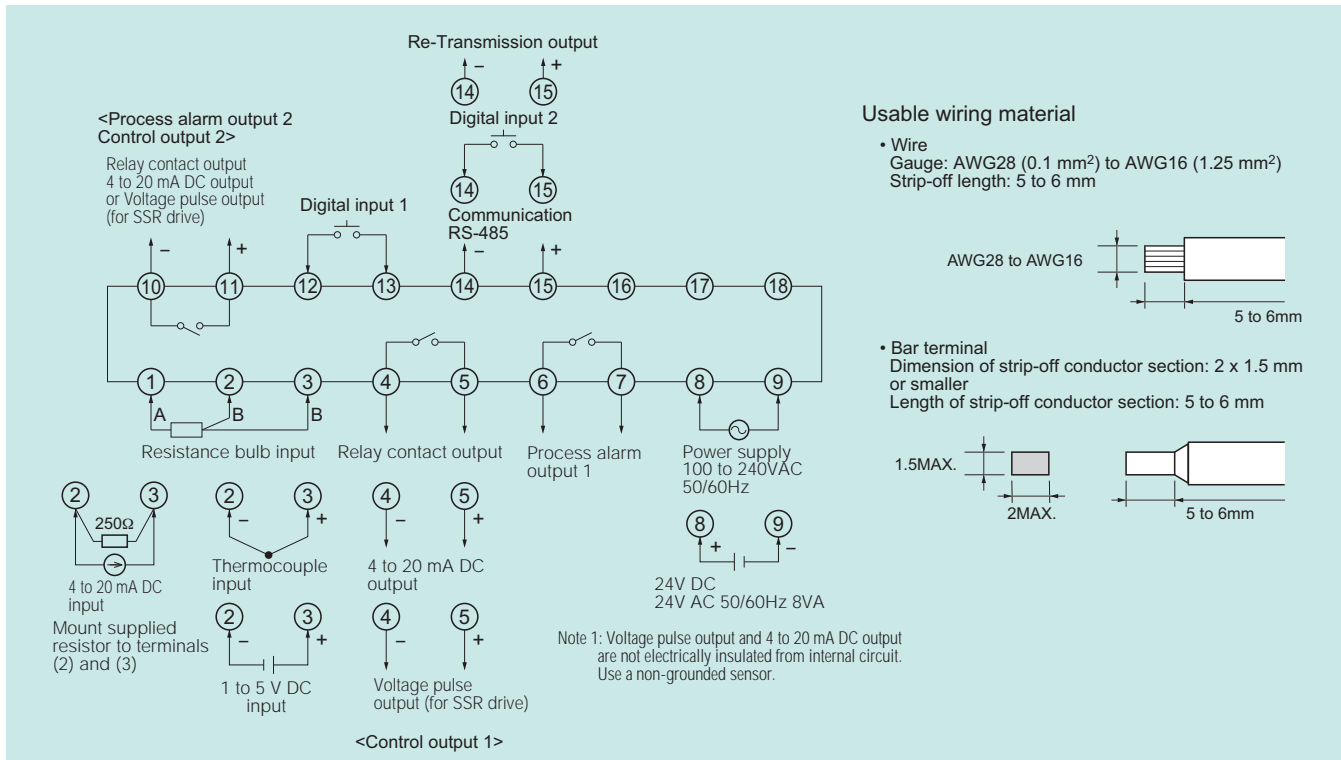 Re-Transmission output
− +
14 15
Digital input 2
14 15
Communication
RS-485
− +
<Process alarm output 2
Control output 2>
Relay contact output
4 to 20 mA DC output
or Voltage pulse output
(for SSR drive)
− +
Digital input 1
10 11 12 13 14 15 16 17 18
1 2 3 4 5 6 7 8 9
A B B
Resistance bulb input
Relay contact output
Process alarm
output 1
Power supply
100 to 240VAC
50/60Hz
2 3
250Ω
4 to 20 mA DC
input
Mount supplied
resistor to terminals
(2) and (3)
2 3
− +
Thermocouple
input
2 3
− +
1 to 5 V DC
input
4 5
− +
4 to 20 mA DC
output
4 5
− +
Voltage pulse
output (for SSR drive)
<Control output 1>
8 9
+ −
24V DC
24V AC 50/60Hz 8VA
Note 1: Voltage pulse output and 4 to 20 mA DC output
are not electrically insulated from internal circuit.
Use a non-grounded sensor.
Usable wiring material
• Wire
Gauge: AWG28 (0.1 mm²) to AWG16 (1.25 mm²)
Strip-off length: 5 to 6 mm
AWG28 to AWG16
5 to 6mm
• Bar terminal
Dimension of strip-off conductor section: 2 x 1.5 mm
or smaller
Length of strip-off conductor section: 5 to 6 mm
1.5MAX.
2MAX.
5 to 6mm